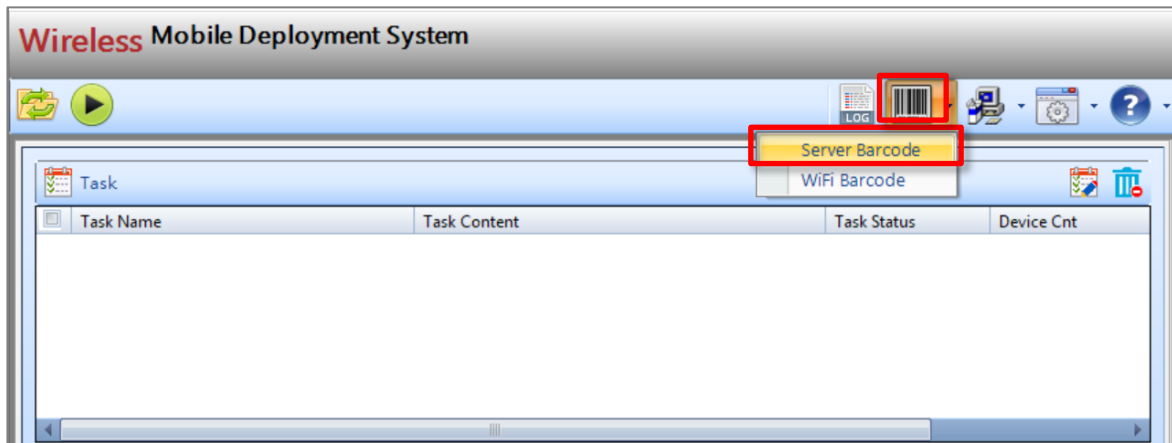 Wireless Mobile Deployment System
LOG
?
Server Barcode
Task
WiFi Barcode
Task Name Task Content Task Status Device Cnt